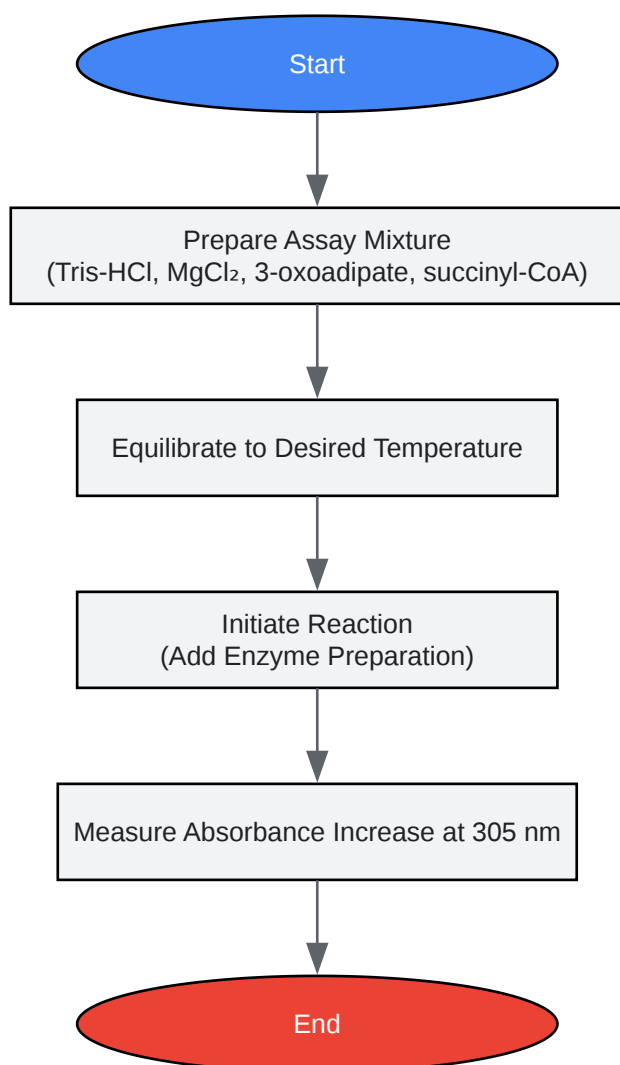 Start
Prepare Assay Mixture
(Tris-HCl, MgCl₂, 3-oxoadipate, succinyl-CoA)
Equilibrate to Desired Temperature
Initiate Reaction
(Add Enzyme Preparation)
Measure Absorbance Increase at 305 nm
End